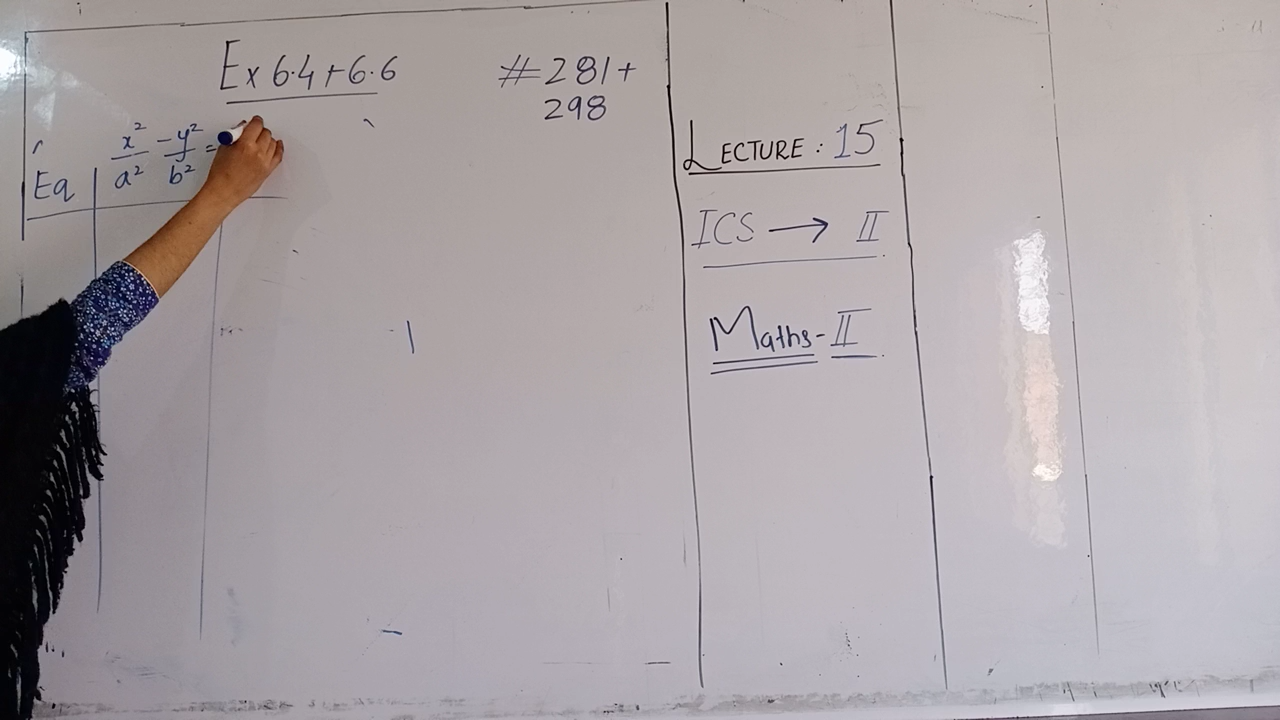 Ex 6.4+6.6
#281+
298
Eq x²/a² - y²/b² =
LECTURE: 15
ICS → II
Maths-II